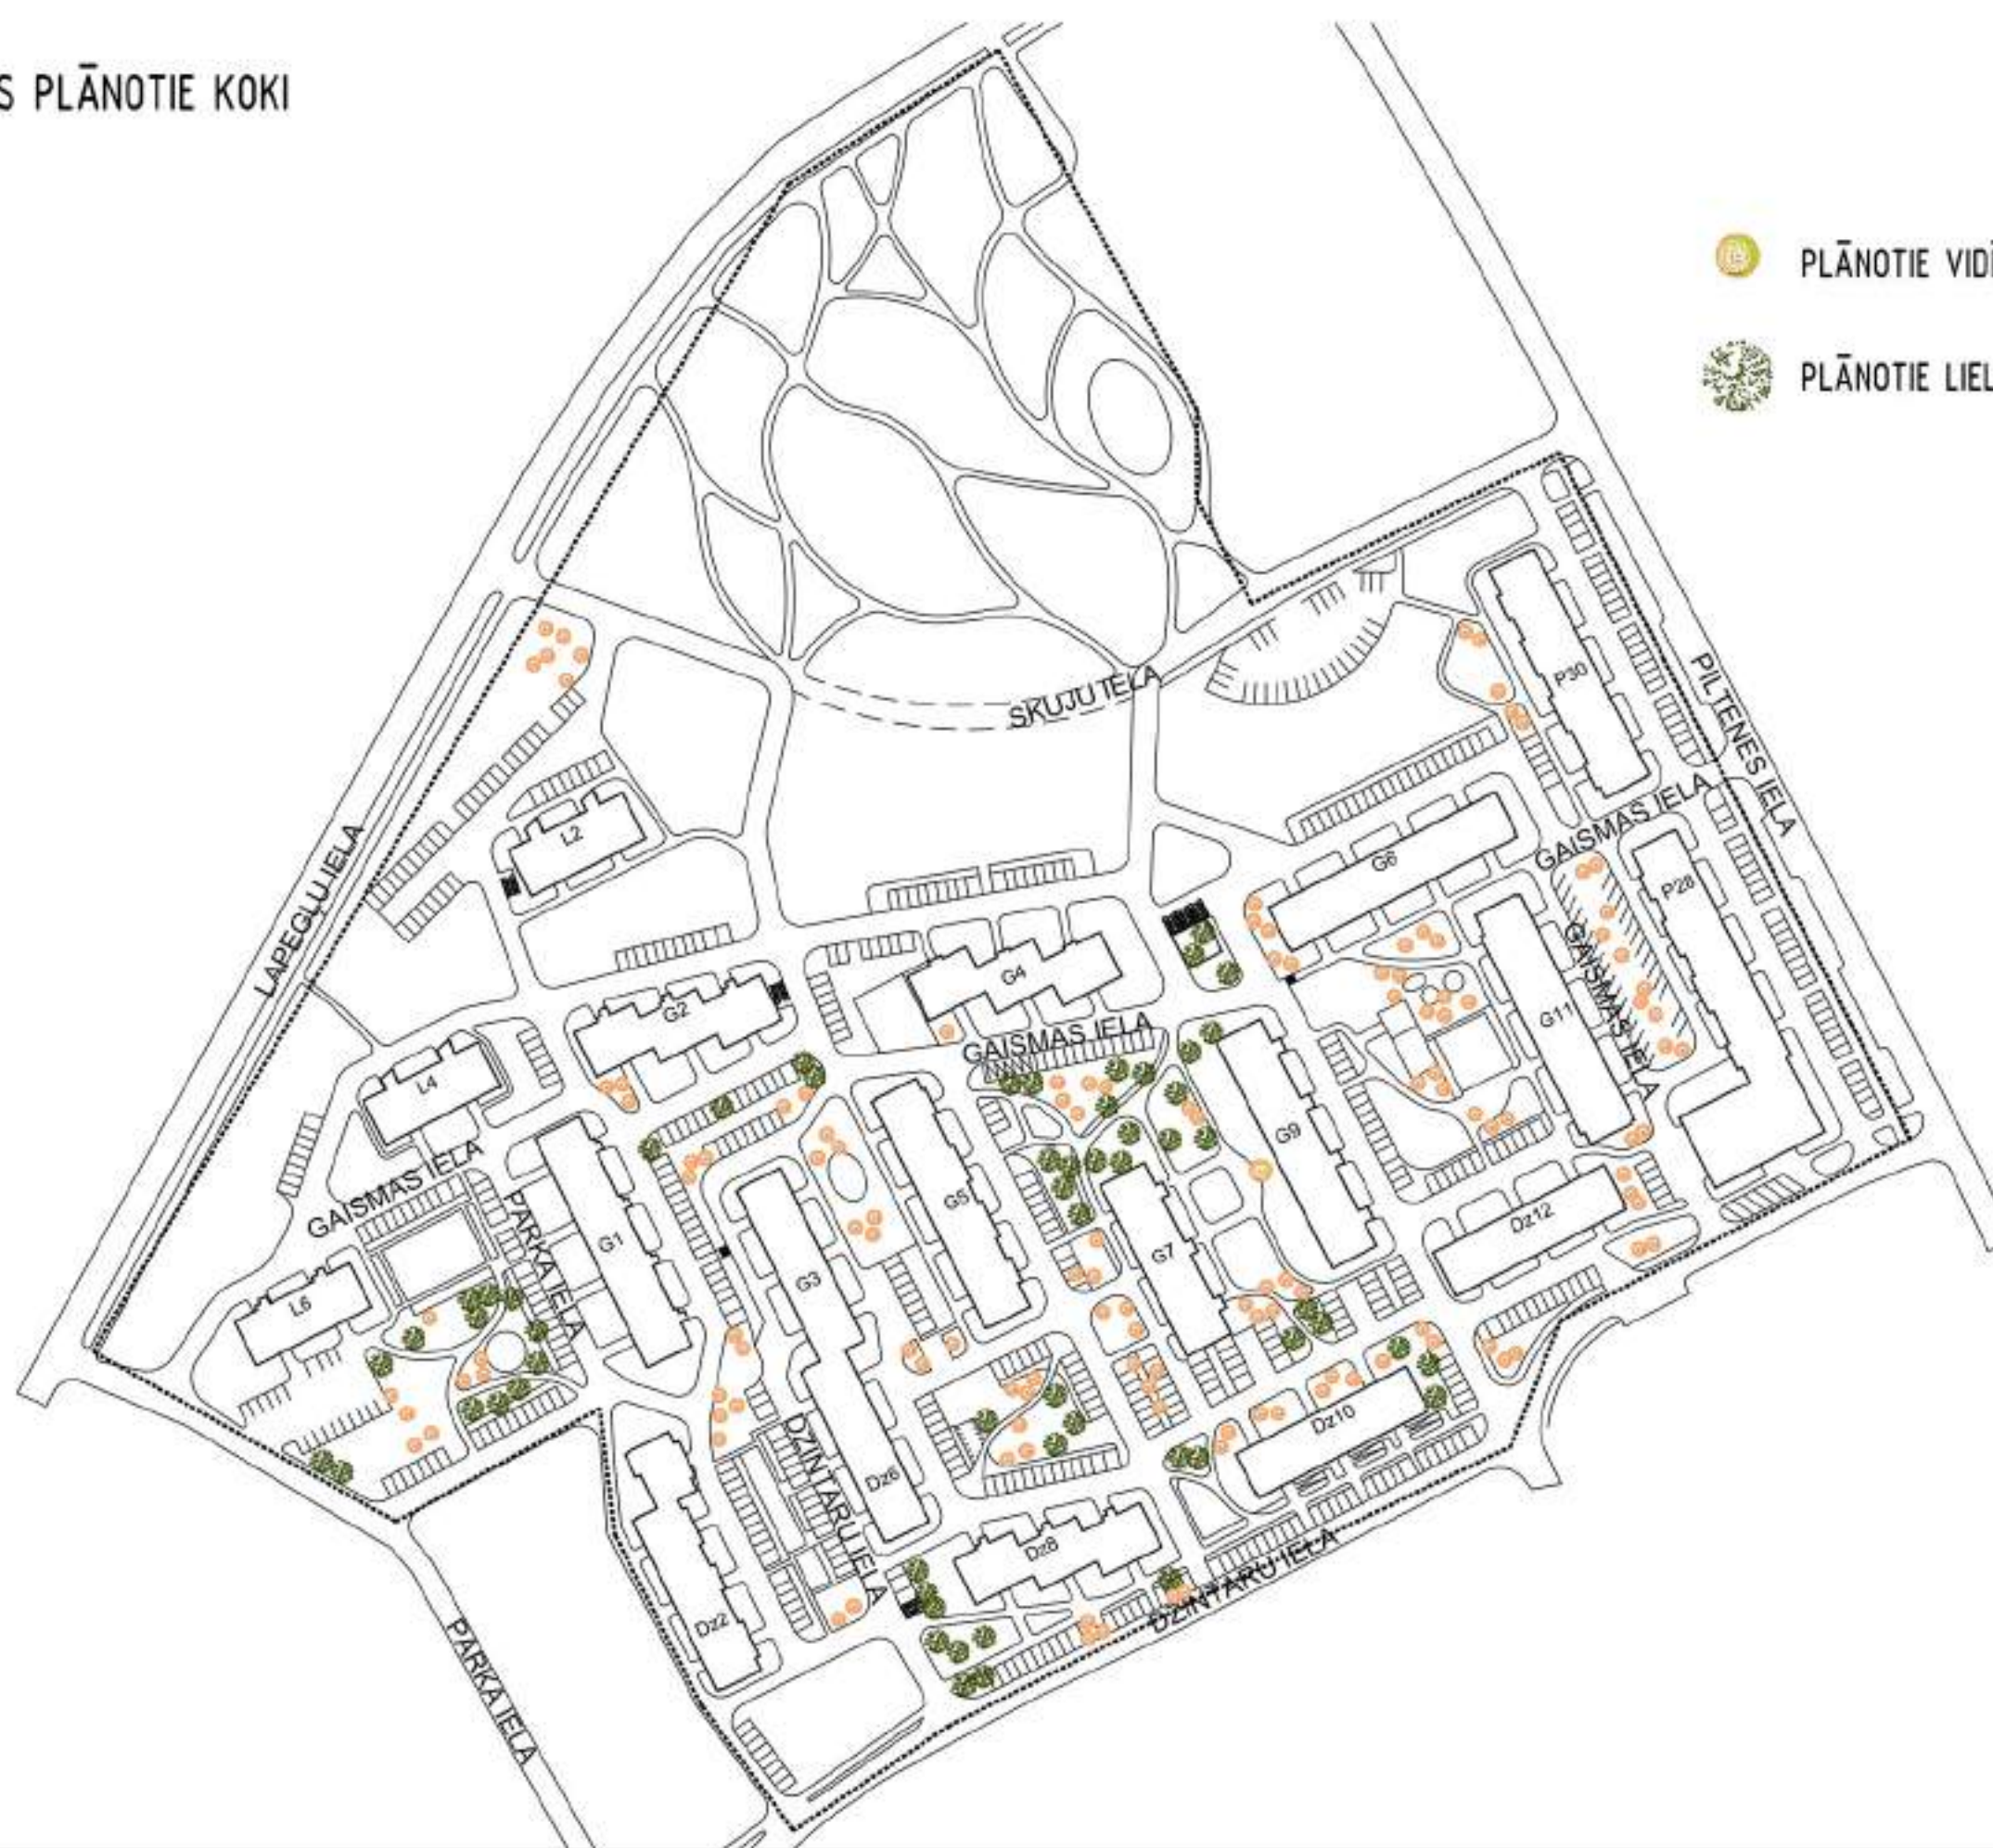 S PLĀNOTIE KOKI
PLĀNOTIE VIDĪ
PLĀNOTIE LIEL
SKUJU IELA
P30
PILTENES IELA
L2
GAISMAS IELA
G6
P28
LAPEGĻU IELA
G4
G2
G11
GAISMAS IELA
GAISMAS IELA
L4
G9
GAISMAS IELA
PARKA IELA
G5
G1
Dz12
G7
G3
L6
Dz10
DZINTARU IELA
Dz6
Dz8
DZINTARU IELA
Dz2
PARKA IELA